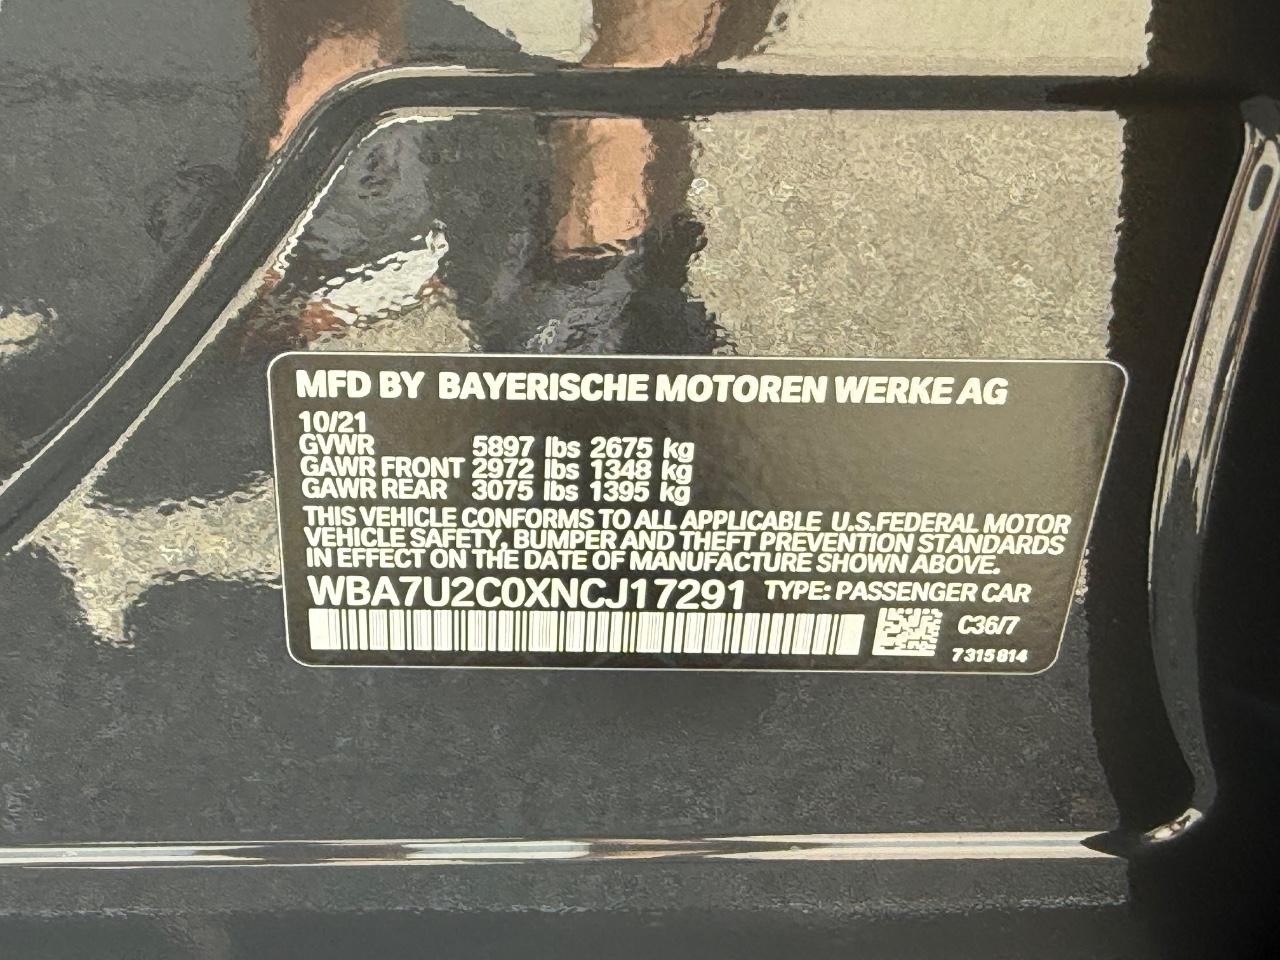 MFD BY BAYERISCHE MOTOREN WERKE AG
10/21
GVWR 5897 lbs 2675 kg
GAWR FRONT 2972 lbs 1348 kg
GAWR REAR 3075 lbs 1395 kg
THIS VEHICLE CONFORMS TO ALL APPLICABLE U.S.FEDERAL MOTOR
VEHICLE SAFETY, BUMPER AND THEFT PREVENTION STANDARDS
IN EFFECT ON THE DATE OF MANUFACTURE SHOWN ABOVE.
WBA7U2C0XNCJ17291 TYPE: PASSENGER CAR
C36/7
7 315 814